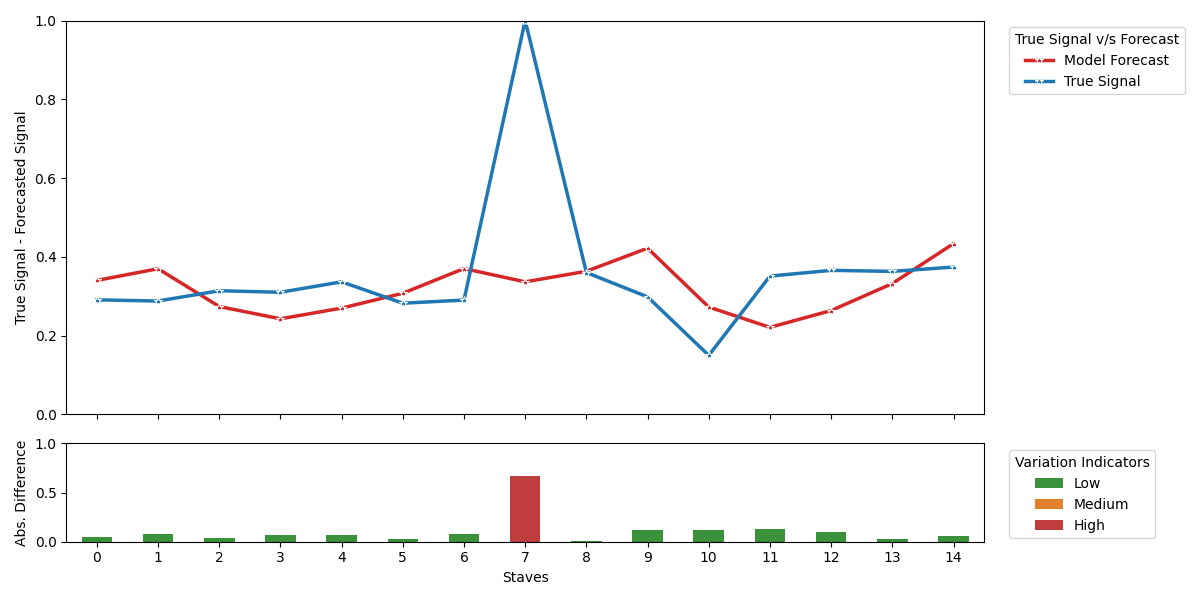 True Signal - Forecasted Signal
1.0
0.8
0.6
0.4
0.2
0.0
True Signal v/s Forecast
Model Forecast
True Signal
Abs. Difference
1.0
0.5
0.0
0 1 2 3 4 5 6 7 8 9 10 11 12 13 14
Staves
Variation Indicators
Low
Medium
High